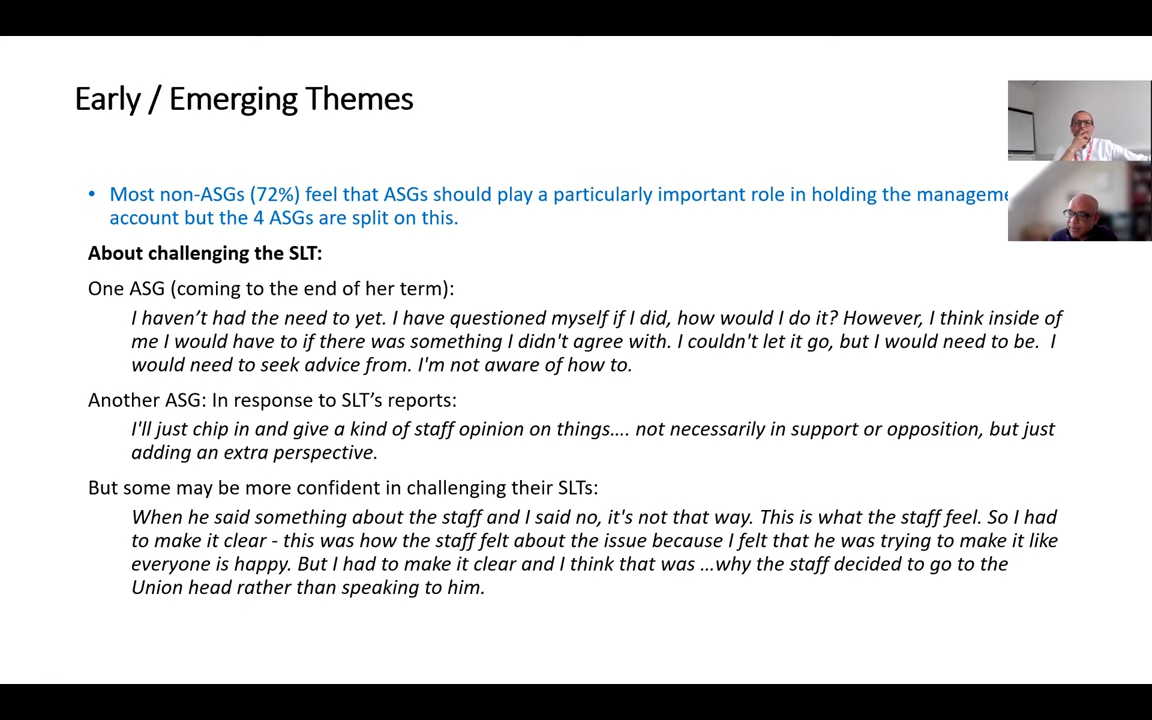 Early / Emerging Themes
• Most non-ASGs (72%) feel that ASGs should play a particularly important role in holding the
account but the 4 ASGs are split on this.
About challenging the SLT:
One ASG (coming to the end of her term):
I haven't had the need to yet. I have questioned myself if I did, how would I do it? However, I think inside of
me I would have to if there was something I didn't agree with. I couldn't let it go, but I would need to be. I
would need to seek advice from. I'm not aware of how to.
Another ASG: In response to SLT's reports:
I'll just chip in and give a kind of staff opinion on things.... not necessarily in support or opposition, but just
adding an extra perspective.
But some may be more confident in challenging their SLTs:
When he said something about the staff and I said no, it's not that way. This is what the staff feel. So I had
to make it clear - this was how the staff felt about the issue because I felt that he was trying to make it like
everyone is happy. But I had to make it clear and I think that was ...why the staff decided to go to the
Union head rather than speaking to him.